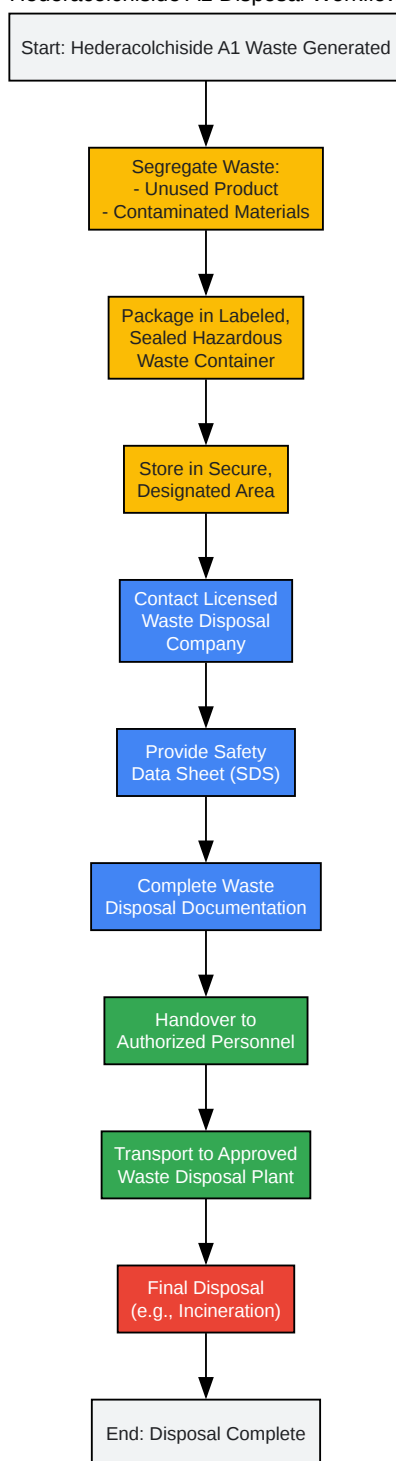 Start: Hederacolchiside A1 Waste Generated
Segregate Waste:
- Unused Product
- Contaminated Materials
Package in Labeled,
Sealed Hazardous
Waste Container
Store in Secure,
Designated Area
Contact Licensed
Waste Disposal
Company
Provide Safety
Data Sheet (SDS)
Complete Waste
Disposal Documentation
Handover to
Authorized Personnel
Transport to Approved
Waste Disposal Plant
Final Disposal
(e.g., Incineration)
End: Disposal Complete